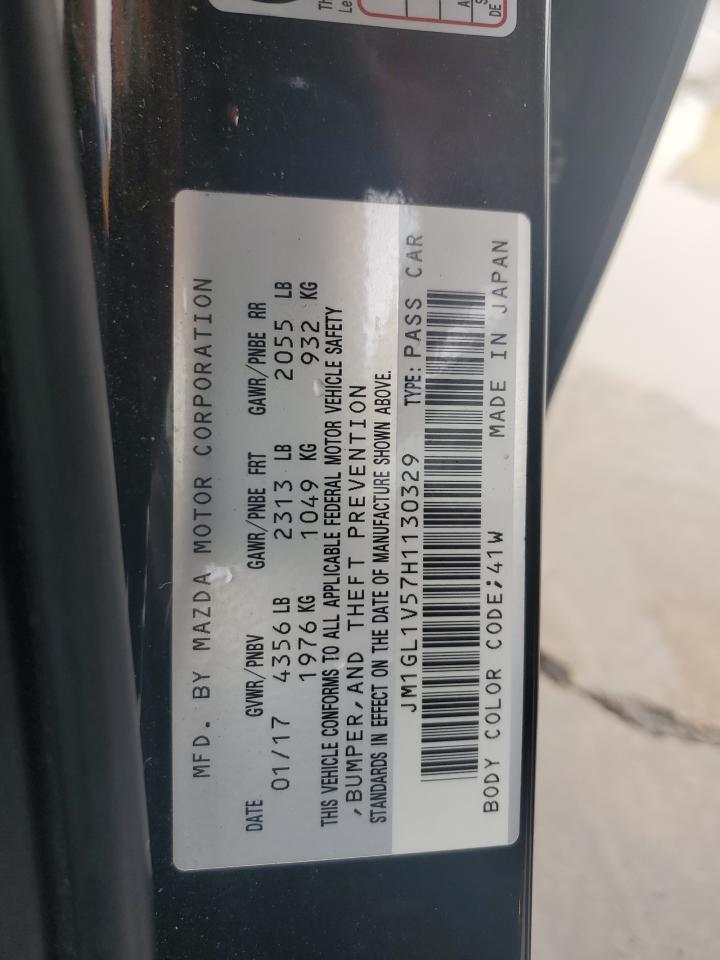 MFD. BY MAZDA MOTOR CORPORATION
DATE GVWR/PNBV GAWR/PNBE FRT GAWR/PNBE RR
01/17 4356 LB 2313 LB 2055 LB
1976 KG 1049 KG 932 KG
THIS VEHICLE CONFORMS TO ALL APPLICABLE FEDERAL MOTOR VEHICLE SAFETY
,BUMPER,AND THEFT PREVENTION
STANDARDS IN EFFECT ON THE DATE OF MANUFACTURE SHOWN ABOVE.
JM1GL1V57H1130329 TYPE: PASS CAR
BODY COLOR CODE;41W MADE IN JAPAN